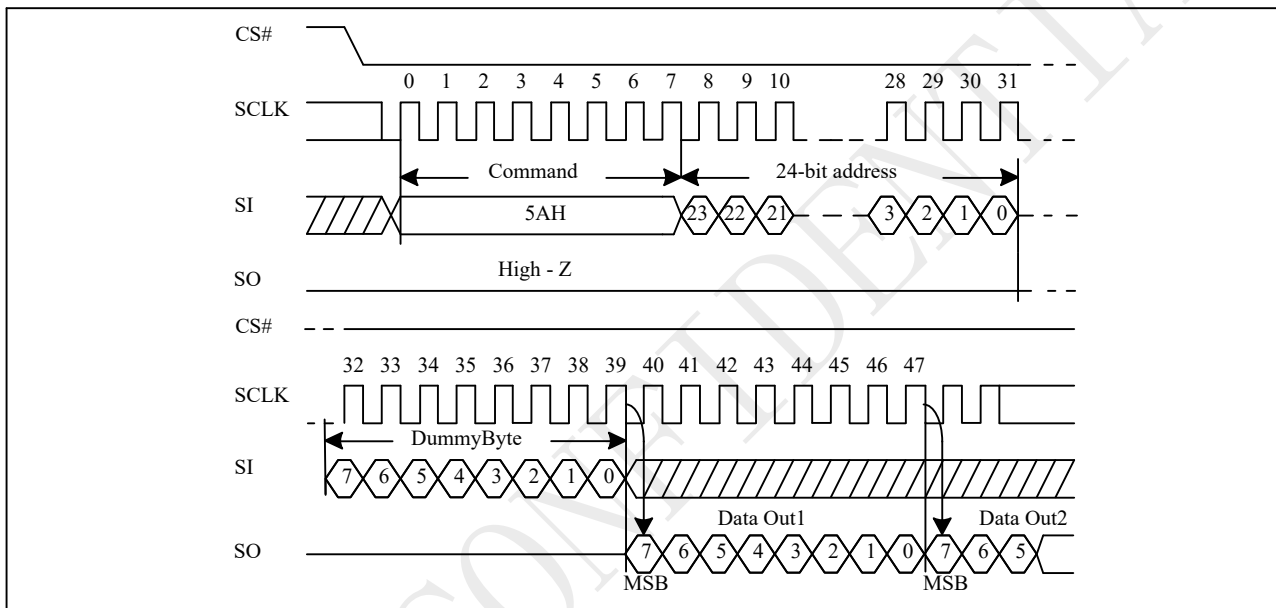 CS#
0 1 2 3 4 5 6 7 8 9 10 28 29 30 31
SCLK
Command 24-bit address
SI 5AH 23 22 21 3 2 1 0
High - Z
SO
CS#
32 33 34 35 36 37 38 39 40 41 42 43 44 45 46 47
SCLK
DummyByte
SI 7 6 5 4 3 2 1 0
Data Out1 Data Out2
SO 7 6 5 4 3 2 1 0 7 6 5
MSB MSB
CONFIDENTIA